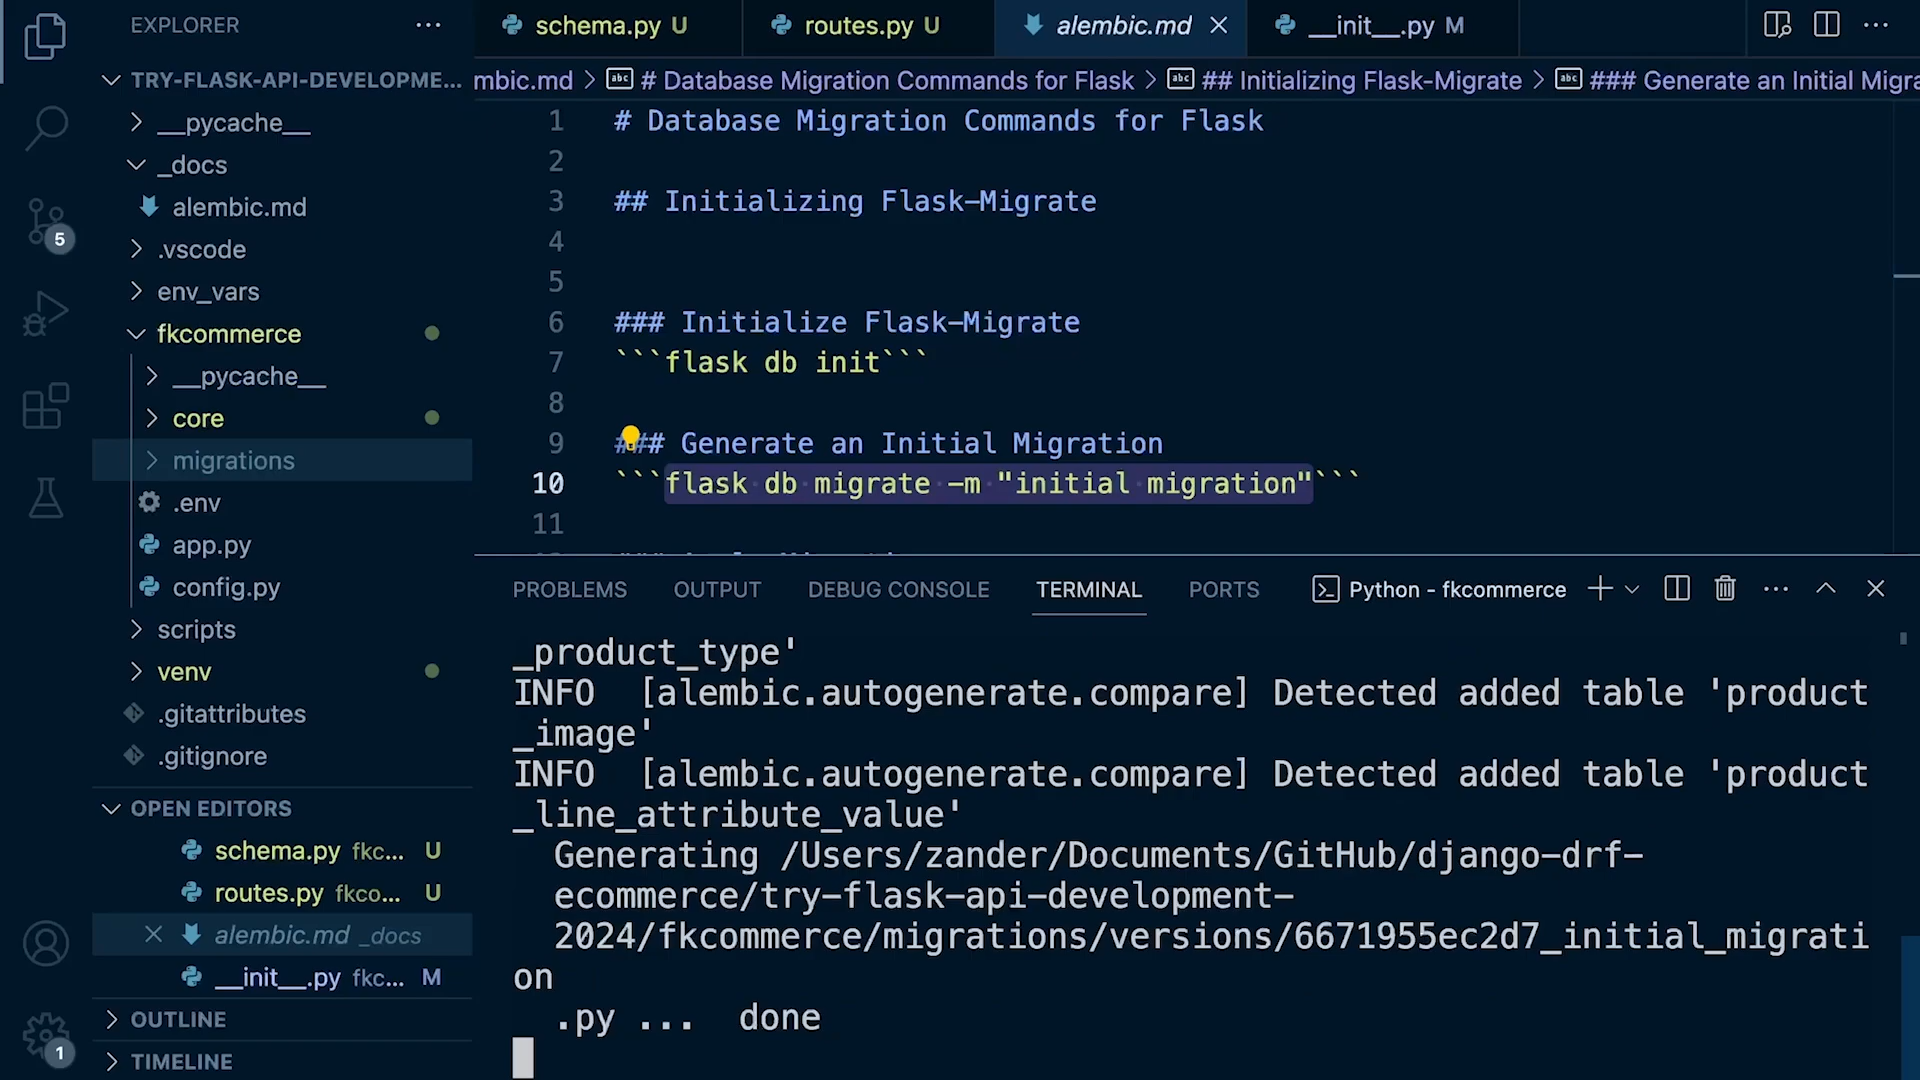 EXPLORER
schema.py U
routes.py U
alembic.md
__init__.py M
TRY-FLASK-API-DEVELOPME...
mbic.md > # Database Migration Commands for Flask > ## Initializing Flask-Migrate > ### Generate an Initial Migra
__pycache__
_docs
alembic.md
.vscode
env_vars
fkcommerce
__pycache__
core
migrations
.env
app.py
config.py
scripts
venv
.gitattributes
.gitignore
5
OPEN EDITORS
schema.py fkc... U
routes.py fkco... U
alembic.md _docs
__init__.py fkc... M
OUTLINE
TIMELINE
1
1 # Database Migration Commands for Flask
2
3 ## Initializing Flask-Migrate
4
5
6 ### Initialize Flask-Migrate
7 ```flask db init```
8
9 ### Generate an Initial Migration
10 ```flask db migrate -m "initial migration"```
11
PROBLEMS OUTPUT DEBUG CONSOLE TERMINAL PORTS Python - fkcommerce
_product_type'
INFO [alembic.autogenerate.compare] Detected added table 'product
_image'
INFO [alembic.autogenerate.compare] Detected added table 'product
_line_attribute_value'
Generating /Users/zander/Documents/GitHub/django-drf-
ecommerce/try-flask-api-development-
2024/fkcommerce/migrations/versions/6671955ec2d7_initial_migrati
on
.py ... done